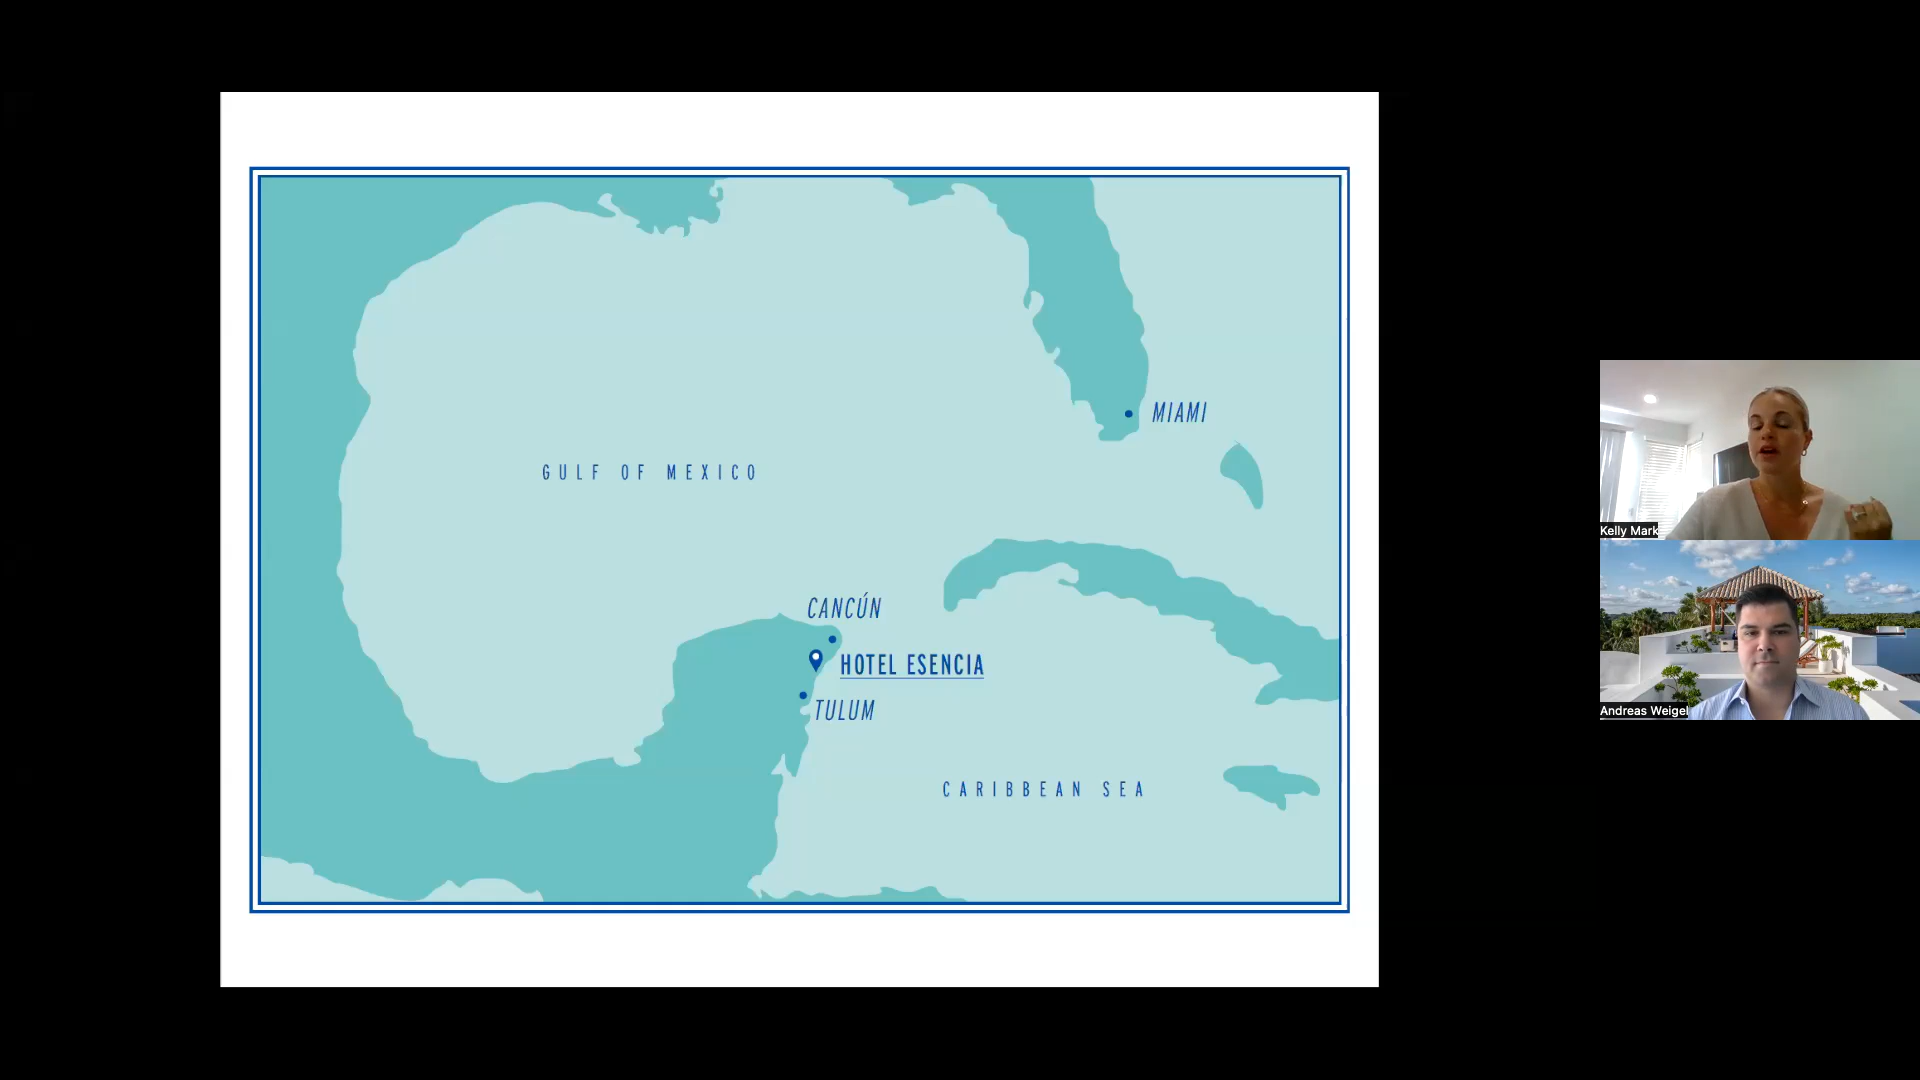 MIAMI
GULF OF MEXICO
CANCÚN
HOTEL ESENCIA
TULUM
CARIBBEAN SEA
Kelly Mark
Andreas Weigel